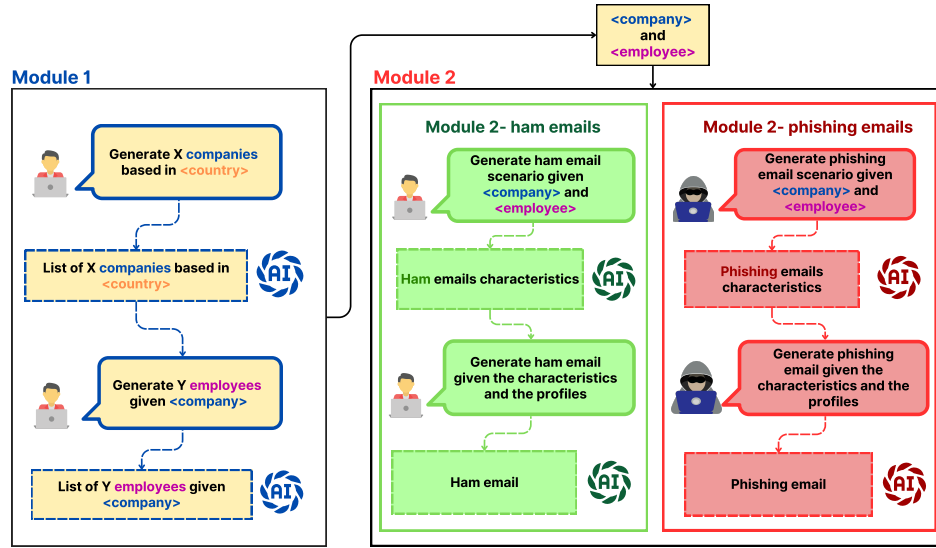 <company>
and
<employee>
Module 1
Module 2
Generate X companies
based in <country>
List of X companies based in
<country>
AI
Generate Y employees
given <company>
List of Y employees given
<company>
AI
Module 2- ham emails
Generate ham email
scenario given
<company> and
<employee>
Ham emails characteristics
AI
Generate ham email
given the characteristics
and the profiles
Ham email
AI
Module 2- phishing emails
Generate phishing
email scenario given
<company> and
<employee>
Phishing emails
characteristics
AI
Generate phishing
email given the
characteristics and the
profiles
Phishing email
AI